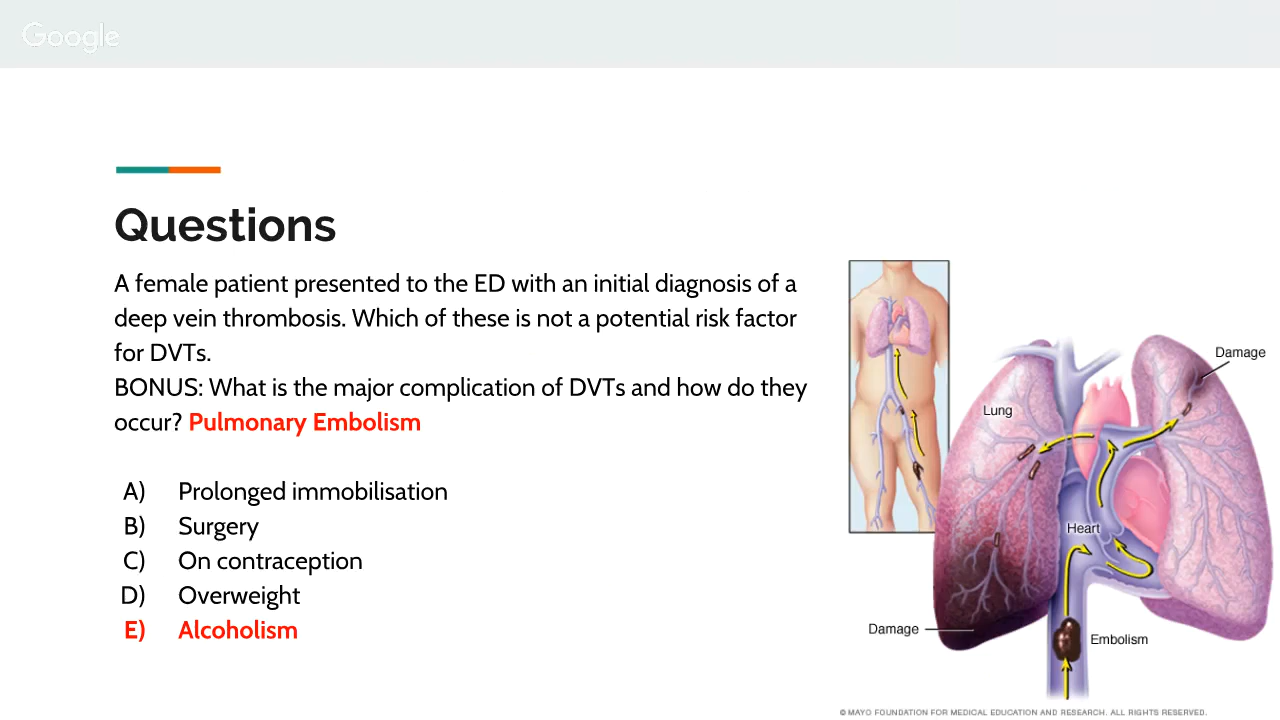 Google
Questions
A female patient presented to the ED with an initial diagnosis of a
deep vein thrombosis. Which of these is not a potential risk factor
for DVTs.
BONUS: What is the major complication of DVTs and how do they
occur? Pulmonary Embolism
A) Prolonged immobilisation
B) Surgery
C) On contraception
D) Overweight
E) Alcoholism
Damage
Lung
Heart
Damage
Embolism
© MAYO FOUNDATION FOR MEDICAL EDUCATION AND RESEARCH. ALL RIGHTS RESERVED.